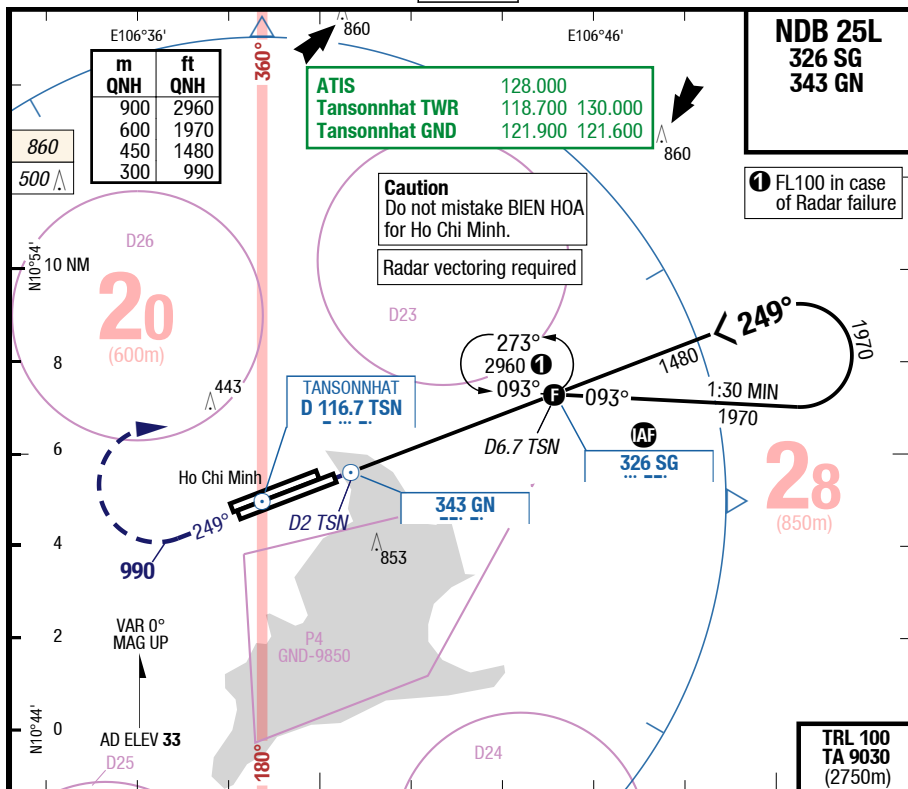 860
E106°36'
E106°46'
NDB 25L
326 SG
343 GN
m ft
QNH QNH
900 2960
600 1970
450 1480
300 990
360°
ATIS 128.000
Tansonnhat TWR 118.700 130.000
Tansonnhat GND 121.900 121.600
860
860
500
Caution
Do not mistake BIEN HOA
for Ho Chi Minh.
Radar vectoring required
1 FL100 in case
of Radar failure
N10°54'
10 NM
D26
20
(600m)
D23
< 249°
1970
1480
273°
2960 1
093°
F
093°
1:30 MIN
1970
8
443
TANSONNHAT
D 116.7 TSN
D6.7 TSN
IAF
326 SG
28
(850m)
6
Ho Chi Minh
249°
D2 TSN
343 GN
4
990
853
VAR 0°
MAG UP
2
P4
GND-9850
N10°44'
0
AD ELEV 33
D25
180°
D24
TRL 100
TA 9030
(2750m)